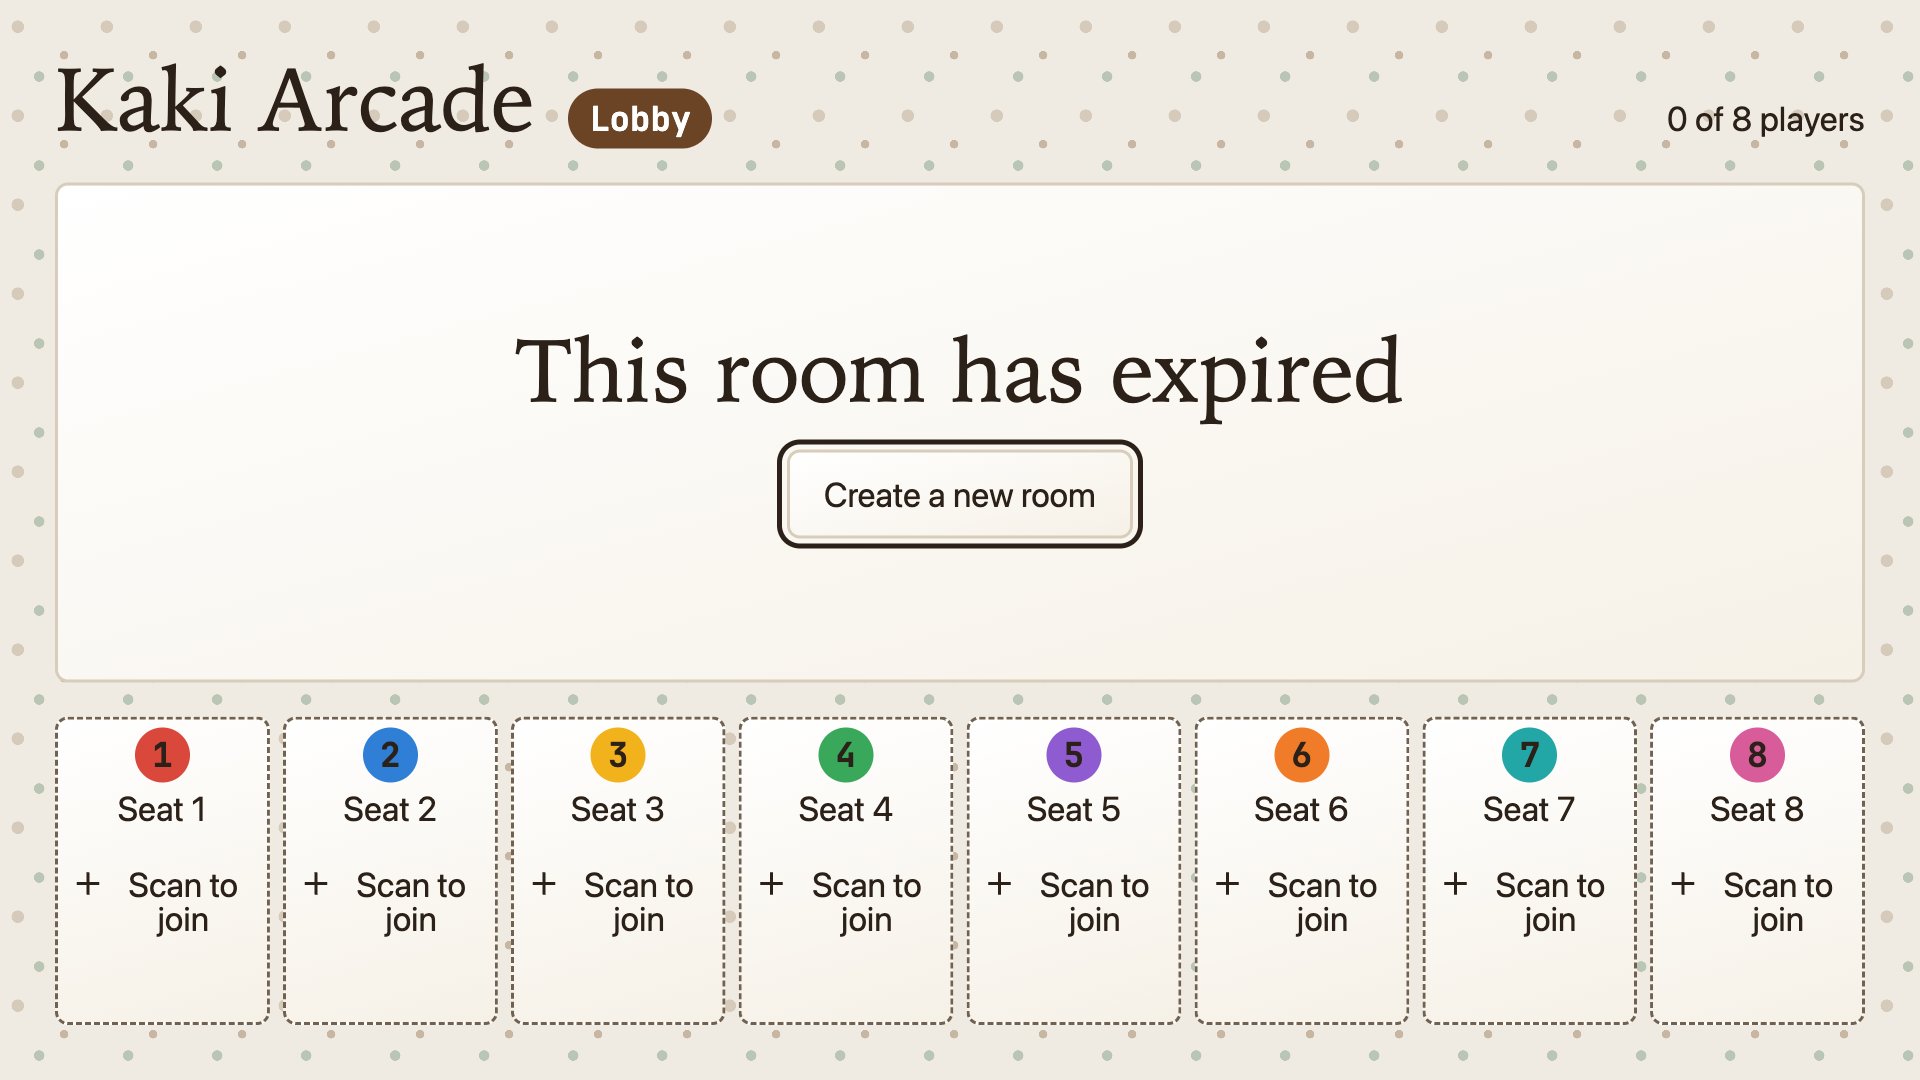 Kaki Arcade
Lobby
0 of 8 players
This room has expired
Create a new room
1
Seat 1
+ Scan to
join
2
Seat 2
+ Scan to
join
3
Seat 3
+ Scan to
join
4
Seat 4
+ Scan to
join
5
Seat 5
+ Scan to
join
6
Seat 6
+ Scan to
join
7
Seat 7
+ Scan to
join
8
Seat 8
+ Scan to
join